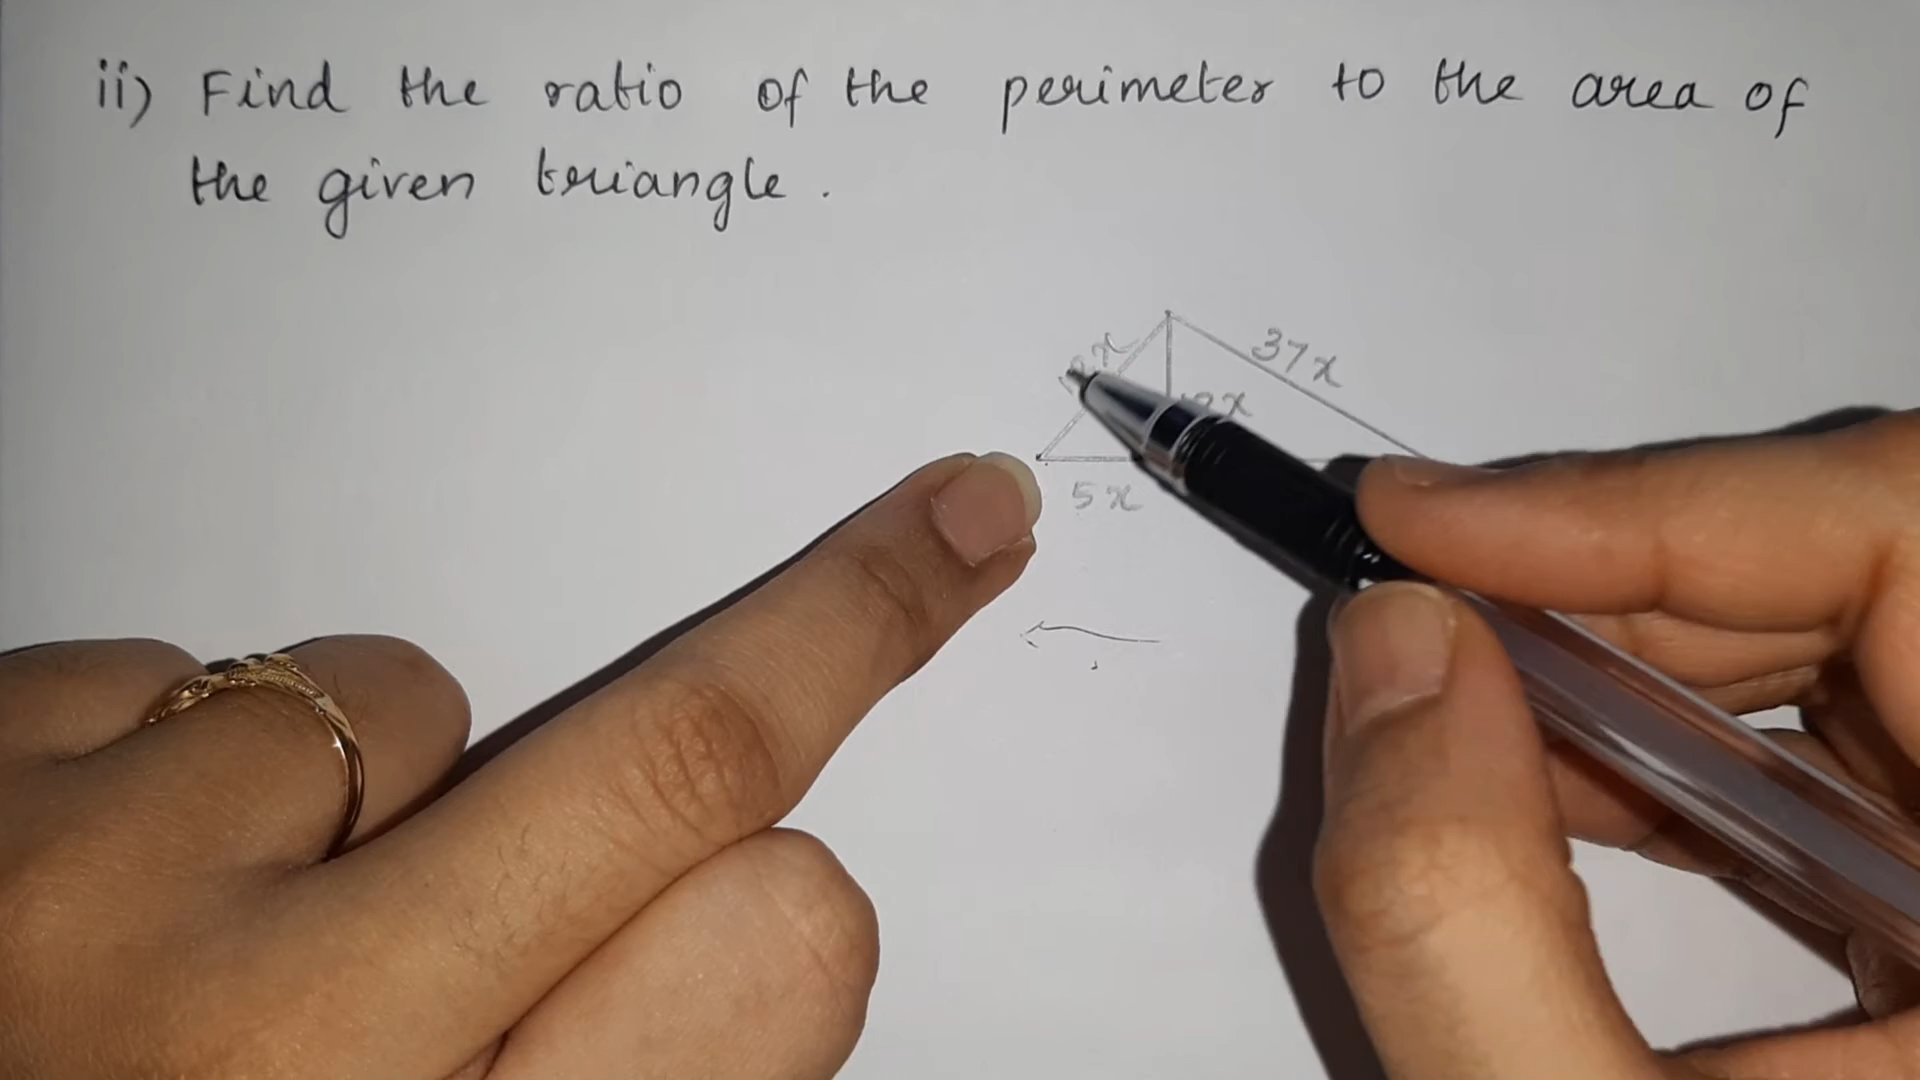 ii) Find the ratio of the perimeter to the area of
the given triangle.
37x
5x